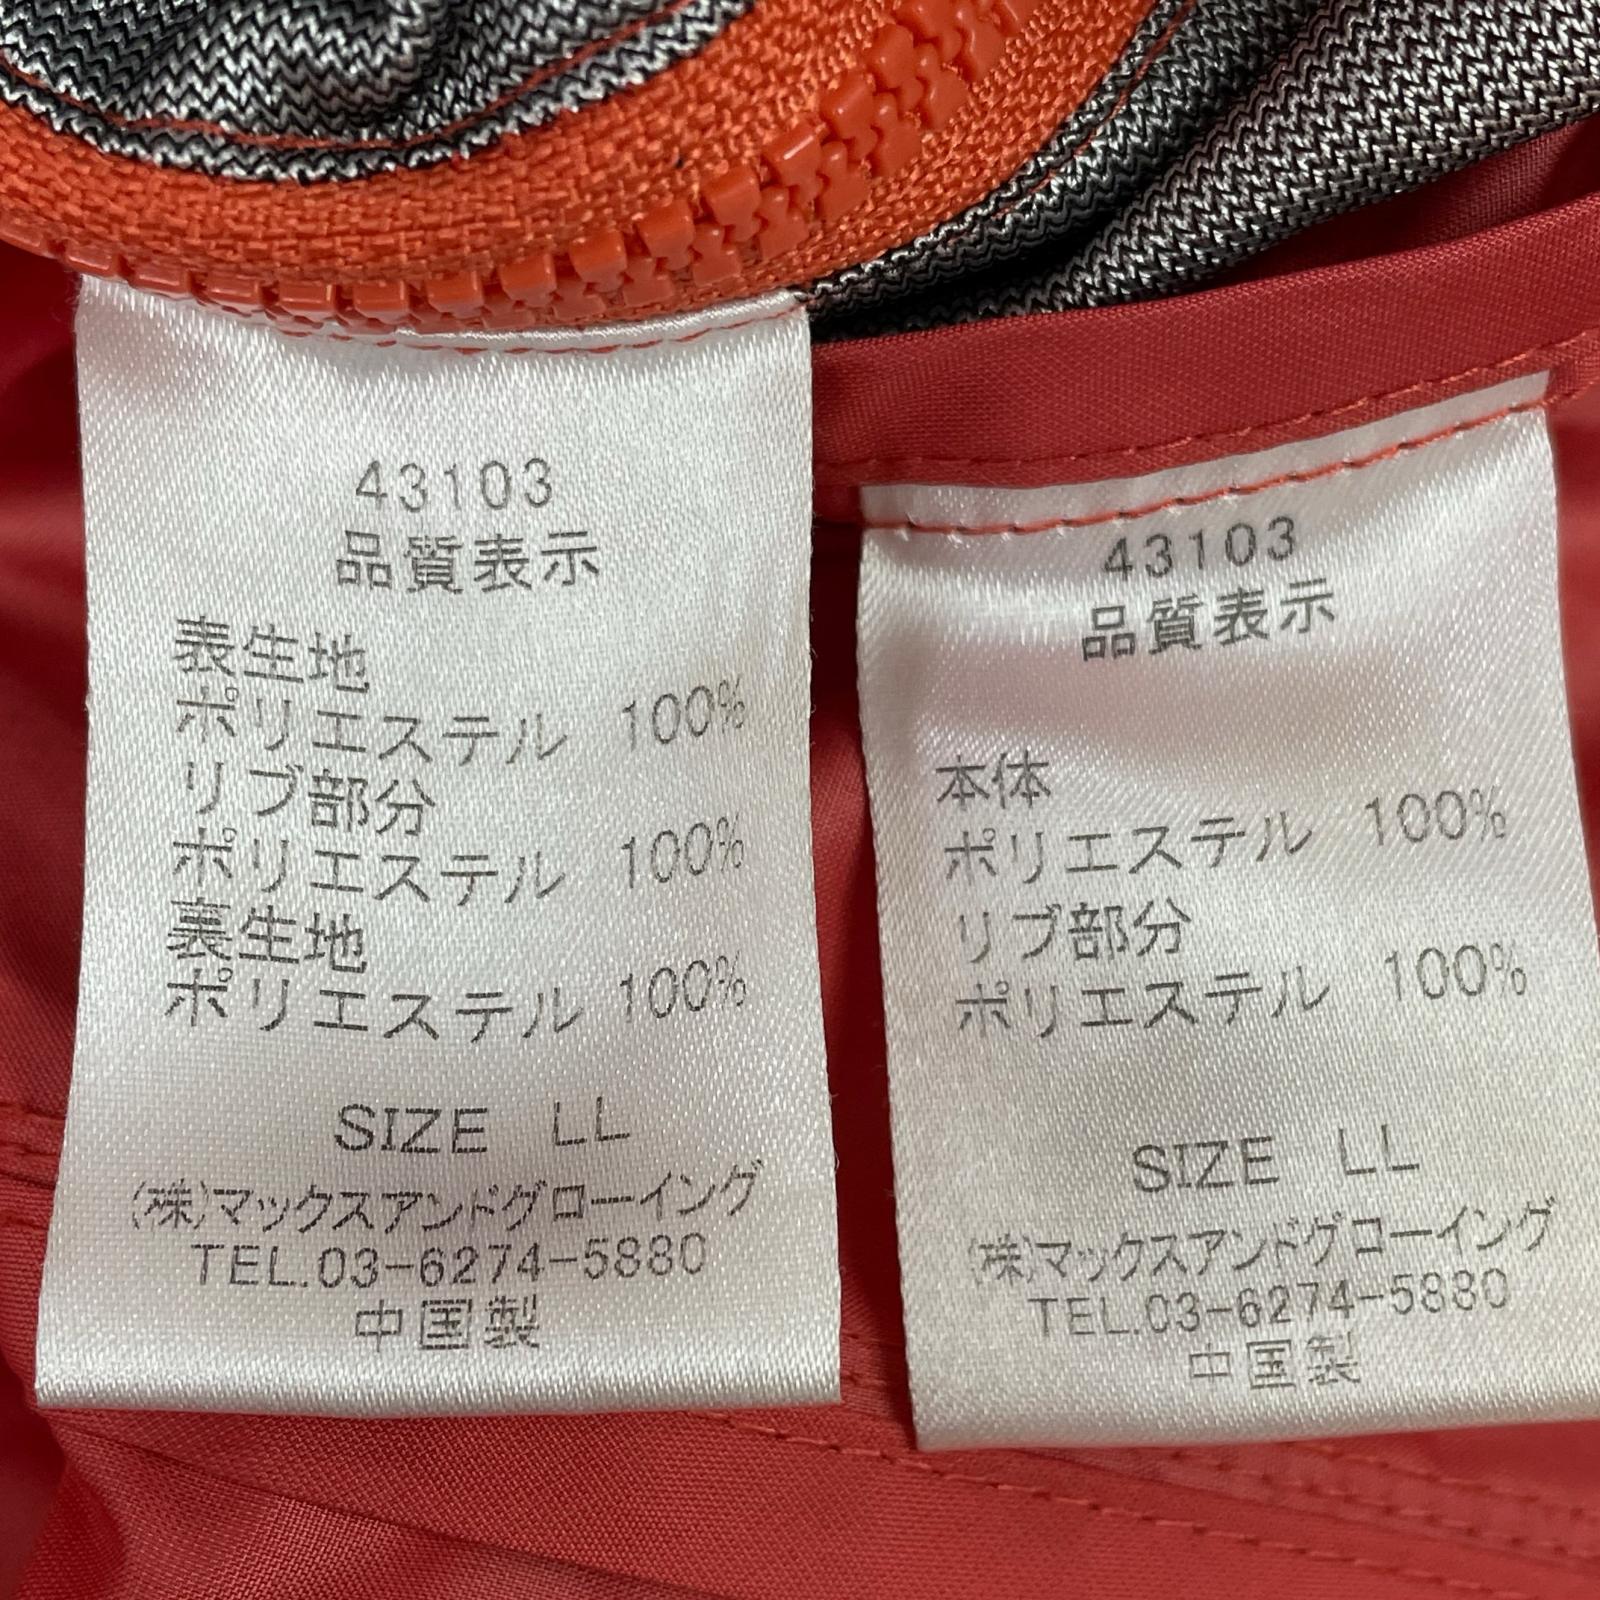 43103
品質表示
表生地
ポリエステル 100%
リブ部分
ポリエステル 100%
裏生地
ポリエステル 100%
SIZE LL
(株)マックスアンドグローイング
TEL.03-6274-5880
中国製
43103
品質表示
本体
ポリエステル 100%
リブ部分
ポリエステル 100%
SIZE LL
(株)マックスアンドグローイング
TEL.03-6274-5880
中国製